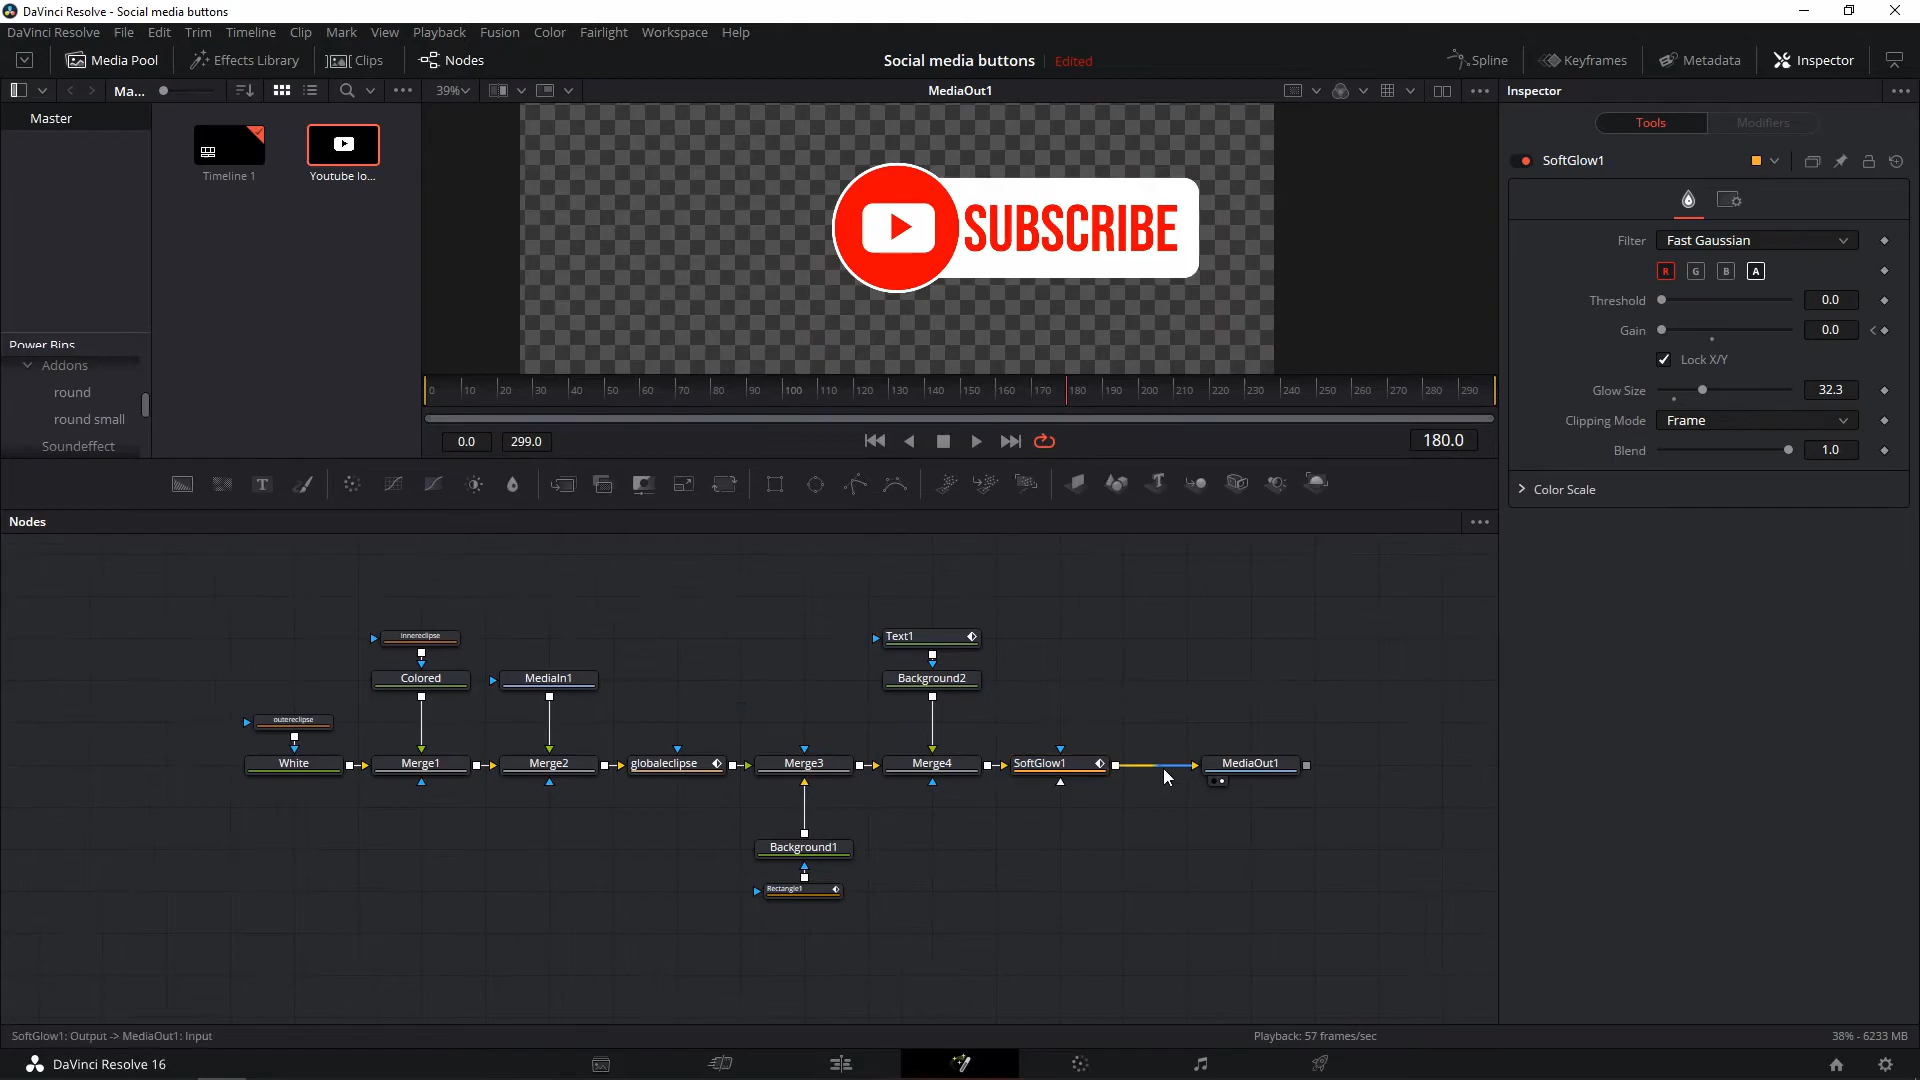 DaVinci Resolve - Social media buttons
DaVinci Resolve File Edit Trim Timeline Clip Mark View Playback Fusion Color Fairlight Workspace Help
Media Pool Effects Library Clips Nodes Social media buttons Edited Spline Keyframes Metadata Inspector
Ma... 39% MediaOut1 Inspector
Master
Timeline 1 Youtube lo...
SUBSCRIBE
Tools Modifiers
SoftGlow1
Filter Fast Gaussian
R G B A
Threshold 0.0
Gain 0.0
Lock X/Y
Glow Size 32.3
Clipping Mode Frame
Blend 1.0
Color Scale
Power Bins
Addons
round
round small
Soundeffect
0 10 20 30 40 50 60 70 80 90 100 110 120 130 140 150 160 170 180 190 200 210 220 230 240 250 260 270 280 290
0.0 299.0 180.0
T
Nodes
innereclipse Text1
Colored MediaIn1 Background2
outereclipse
White Merge1 Merge2 globaleclipse Merge3 Merge4 SoftGlow1 MediaOut1
Background1
Rectangle1
SoftGlow1: Output -> MediaOut1: Input Playback: 57 frames/sec 38% - 6233 MB
DaVinci Resolve 16